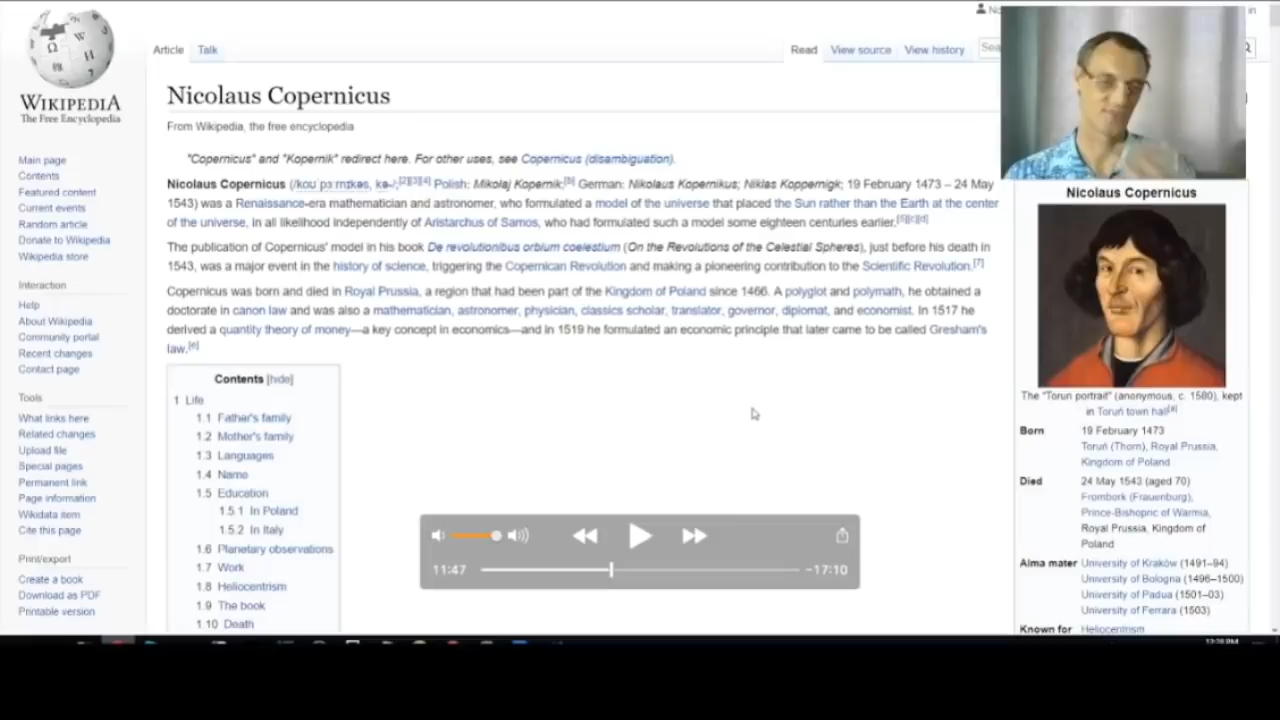 WIKIPEDIA
The Free Encyclopedia
Main page
Contents
Featured content
Current events
Random article
Donate to Wikipedia
Wikipedia store
Interaction
Help
About Wikipedia
Community portal
Recent changes
Contact page
Tools
What links here
Related changes
Upload file
Special pages
Permanent link
Page information
Wikidata item
Cite this page
Print/export
Create a book
Download as PDF
Printable version
Article Talk
Read View source View history
in
Nicolaus Copernicus
From Wikipedia, the free encyclopedia
"Copernicus" and "Kopernik" redirect here. For other uses, see Copernicus (disambiguation).
Nicolaus Copernicus Polish: Mikołaj Kopernik; German: Nikolaus Kopernikus; Niklas Koppernigk; 19 February 1473 – 24 May
1543) was a Renaissance-era mathematician and astronomer, who formulated a model of the universe that placed the Sun rather than the Earth at the center
of the universe, in all likelihood independently of Aristarchus of Samos, who had formulated such a model some eighteen centuries earlier.[6][c][d]
The publication of Copernicus' model in his book De revolutionibus orbium coelestium (On the Revolutions of the Celestial Spheres), just before his death in
1543, was a major event in the history of science, triggering the Copernican Revolution and making a pioneering contribution to the Scientific Revolution.[7]
Copernicus was born and died in Royal Prussia, a region that had been part of the Kingdom of Poland since 1466. A polyglot and polymath, he obtained a
doctorate in canon law and was also a mathematician, astronomer, physician, classics scholar, translator, governor, diplomat, and economist. In 1517 he
derived a quantity theory of money—a key concept in economics—and in 1519 he formulated an economic principle that later came to be called Gresham's
law.[e]
Contents [hide]
1 Life
1.1 Father's family
1.2 Mother's family
1.3 Languages
1.4 Name
1.5 Education
1.5.1 In Poland
1.5.2 In Italy
1.6 Planetary observations
1.7 Work
1.8 Heliocentrism
1.9 The book
1.10 Death
11:47 -17:10
Nicolaus Copernicus
The "Toruń portrait" (anonymous, c. 1580), kept
in Toruń town hall[a]
Born 19 February 1473
Toruń (Thorn), Royal Prussia,
Kingdom of Poland
Died 24 May 1543 (aged 70)
Frombork (Frauenburg),
Prince-Bishopric of Warmia,
Royal Prussia, Kingdom of
Poland
Alma mater University of Kraków (1491–94)
University of Bologna (1496–1500)
University of Padua (1501–03)
University of Ferrara (1503)
Known for Heliocentrism